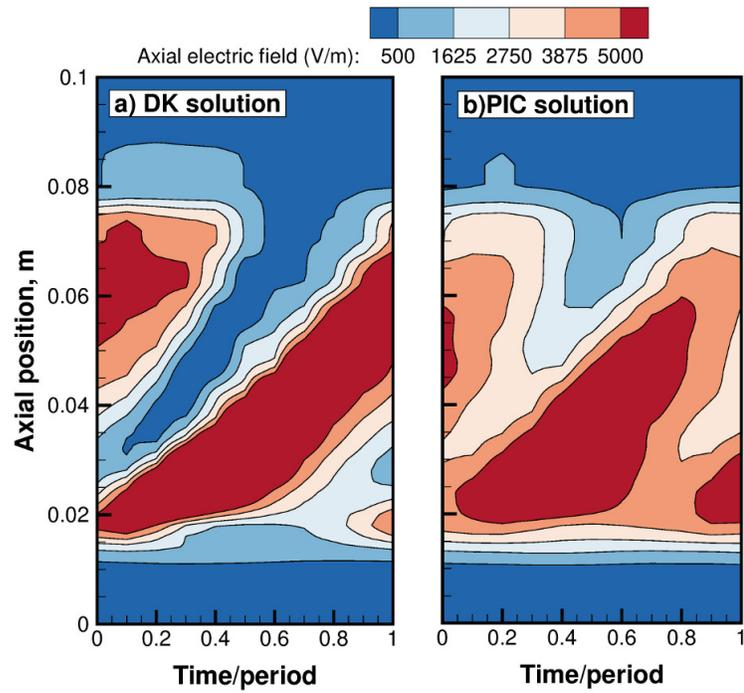 Axial electric field (V/m): 500 1625 2750 3875 5000
a) DK solution
b)PIC solution
Axial position, m
0.1
0.08
0.06
0.04
0.02
0
0 0.2 0.4 0.6 0.8 1
0 0.2 0.4 0.6 0.8 1
Time/period
Time/period